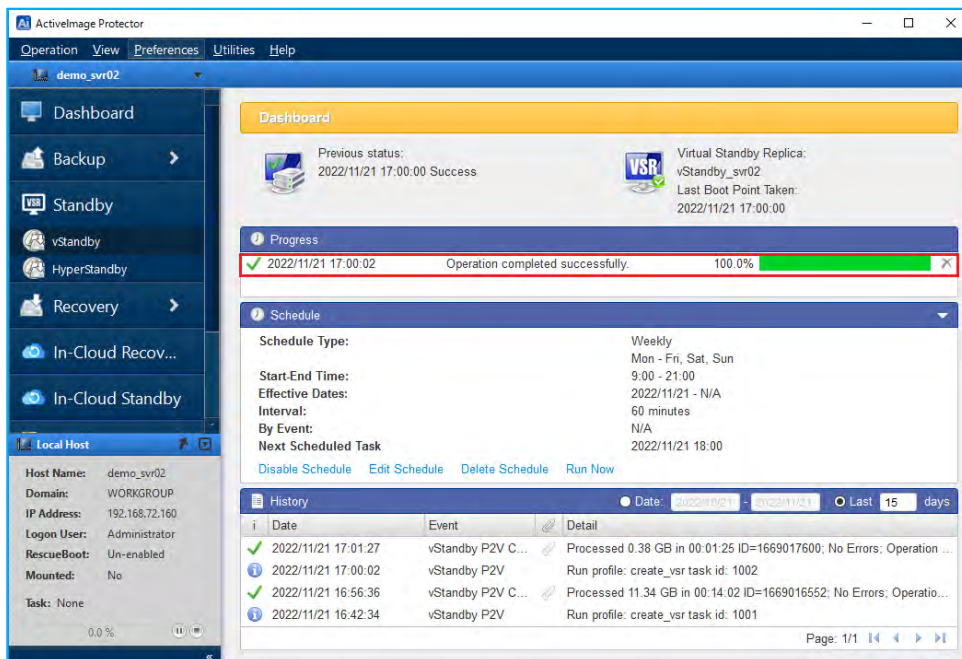 Ai ActiveImage Protector
Operation View Preferences Utilities Help
demo_svr02
Dashboard
Backup
VSR Standby
vStandby
HyperStandby
Recovery
In-Cloud Recov...
In-Cloud Standby
Local Host
Host Name: demo_svr02
Domain: WORKGROUP
IP Address: 192.168.72.160
Logon User: Administrator
RescueBoot: Un-enabled
Mounted: No
Task: None
0.0 %
Dashboard
Previous status:
2022/11/21 17:00:00 Success
VSR
Virtual Standby Replica:
vStandby_svr02
Last Boot Point Taken:
2022/11/21 17:00:00
Progress
2022/11/21 17:00:02 Operation completed successfully. 100.0%
Schedule
Schedule Type: Weekly
Mon - Fri, Sat, Sun
Start-End Time: 9:00 - 21:00
Effective Dates: 2022/11/21 - N/A
Interval: 60 minutes
By Event: N/A
Next Scheduled Task 2022/11/21 18:00
Disable Schedule Edit Schedule Delete Schedule Run Now
History Date: 2022/10/21 - 2022/11/21 Last 15 days
i Date Event Detail
2022/11/21 17:01:27 vStandby P2V C... Processed 0.38 GB in 00:01:25 ID=1669017600; No Errors; Operation ...
2022/11/21 17:00:02 vStandby P2V Run profile: create_vsr task id: 1002
2022/11/21 16:56:36 vStandby P2V C... Processed 11.34 GB in 00:14:02 ID=1669016552; No Errors; Operatio...
2022/11/21 16:42:34 vStandby P2V Run profile: create_vsr task id: 1001
Page: 1/1